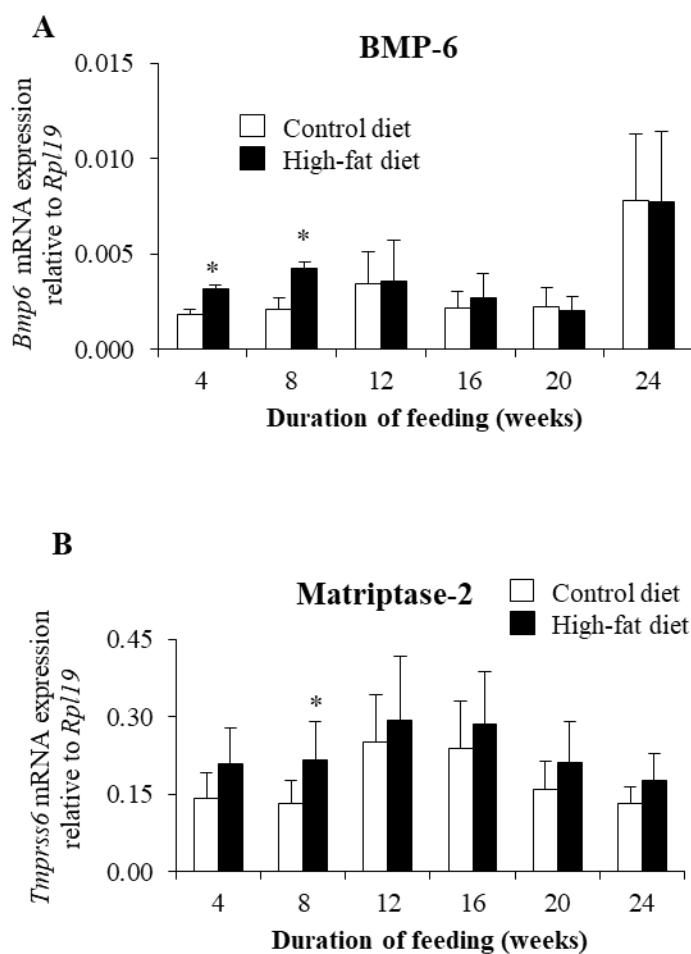 A
BMP-6
Bmp6 mRNA expression
relative to Rpl19
0.015
0.010
0.005
0.000
Control diet
High-fat diet
*
*
4 8 12 16 20 24
Duration of feeding (weeks)
B
Matriptase-2
Control diet
High-fat diet
Tmprss6 mRNA expression
relative to Rpl19
0.45
0.30
0.15
0.00
*
4 8 12 16 20 24
Duration of feeding (weeks)